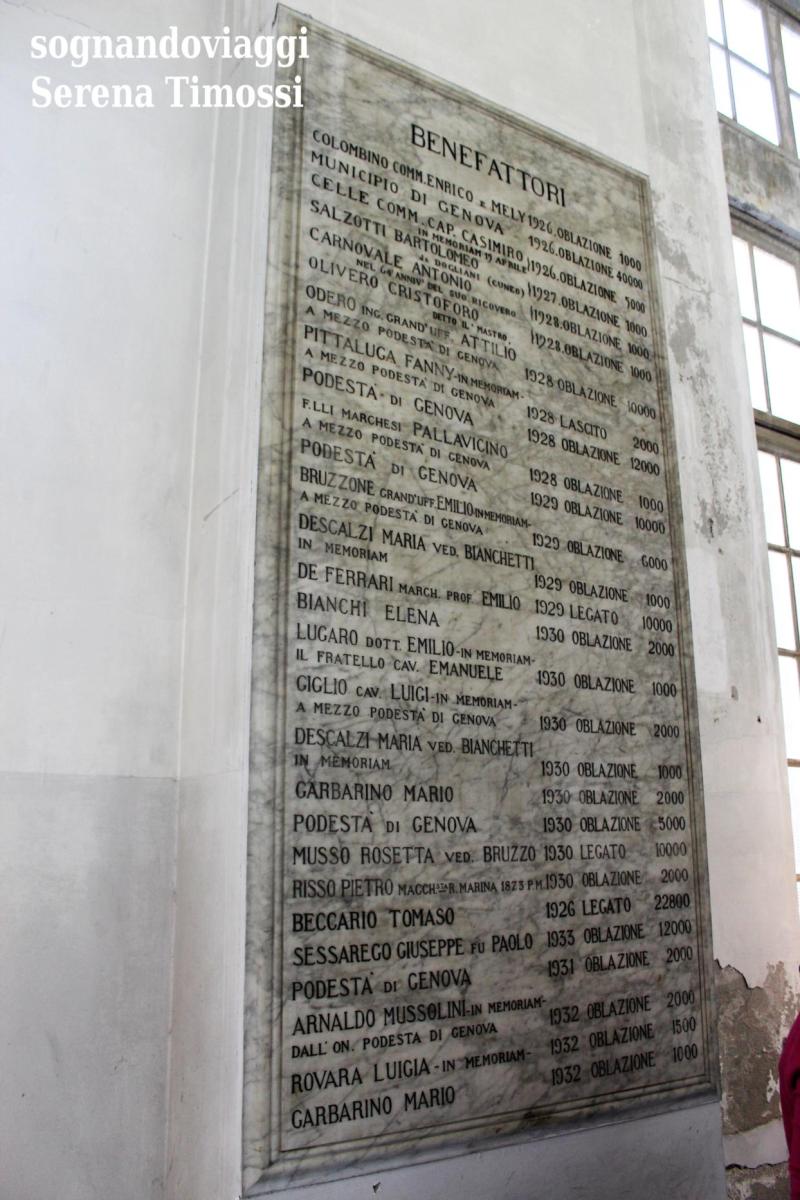 sognandoviaggi
Serena Timossi
BENEFATTORI
COLOMBINO COMM. ENRICO E MELY 1926. OBLAZIONE 1000
MUNICIPIO DI GENOVA 1926. OBLAZIONE 40000
CELLE COMM. CAP. CASIMIRO 1926. OBLAZIONE 5000
IN MEMORIAM 19 APRILE
SALZOTTI BARTOLOMEO 1927. OBLAZIONE 1000
da DOGLIANI (CUNEO)
CARNOVALE ANTONIO 1928. OBLAZIONE 1000
NEL 64° ANNIV° DEL SUO RICOVERO
OLIVERO CRISTOFORO 1928. OBLAZIONE 1000
DETTO IL "MASTRO,
ODERO ING. GRAND'UFF. ATTILIO 1928 OBLAZIONE 10000
A MEZZO PODESTÀ DI GENOVA
PITTALUGA FANNY-IN MEMORIAM- 1928 LASCITO 2000
A MEZZO PODESTÀ DI GENOVA
PODESTA' DI GENOVA 1928 OBLAZIONE 12000
F.LLI MARCHESI PALLAVICINO 1928 OBLAZIONE 1000
A MEZZO PODESTA' DI GENOVA
PODESTA' DI GENOVA 1929 OBLAZIONE 10000
BRUZZONE GRAND'UFF. EMILIO IN MEMORIAM- 1929 OBLAZIONE 6000
A MEZZO PODESTA' DI GENOVA
DESCALZI MARIA VED. BIANCHETTI 1929 OBLAZIONE 1000
IN MEMORIAM
DE FERRARI MARCH. PROF. EMILIO 1929 LEGATO 10000
BIANCHI ELENA 1930 OBLAZIONE 2000
LUGARO DOTT. EMILIO-IN MEMORIAM- 1930 OBLAZIONE 1000
IL FRATELLO CAV. EMANUELE
GIGLIO CAV. LUIGI-IN MEMORIAM- 1930 OBLAZIONE 2000
A MEZZO PODESTA' DI GENOVA
DESCALZI MARIA VED. BIANCHETTI 1930 OBLAZIONE 1000
IN MEMORIAM
GARBARINO MARIO 1930 OBLAZIONE 2000
PODESTA' DI GENOVA 1930 OBLAZIONE 5000
MUSSO ROSETTA VED. BRUZZO 1930 LEGATO 10000
RISSO PIETRO MACCH.STA R. MARINA 1823 P.M. 1930 OBLAZIONE 2000
BECCARIO TOMASO 1926 LEGATO 22800
SESSAREGO GIUSEPPE FU PAOLO 1933 OBLAZIONE 12000
PODESTA' DI GENOVA 1931 OBLAZIONE 2000
ARNALDO MUSSOLINI-IN MEMORIAM- 1932 OBLAZIONE 2000
DALL' ON. PODESTA DI GENOVA
ROVARA LUIGIA - IN MEMORIAM- 1932 OBLAZIONE 1500
GARBARINO MARIO 1932 OBLAZIONE 1000